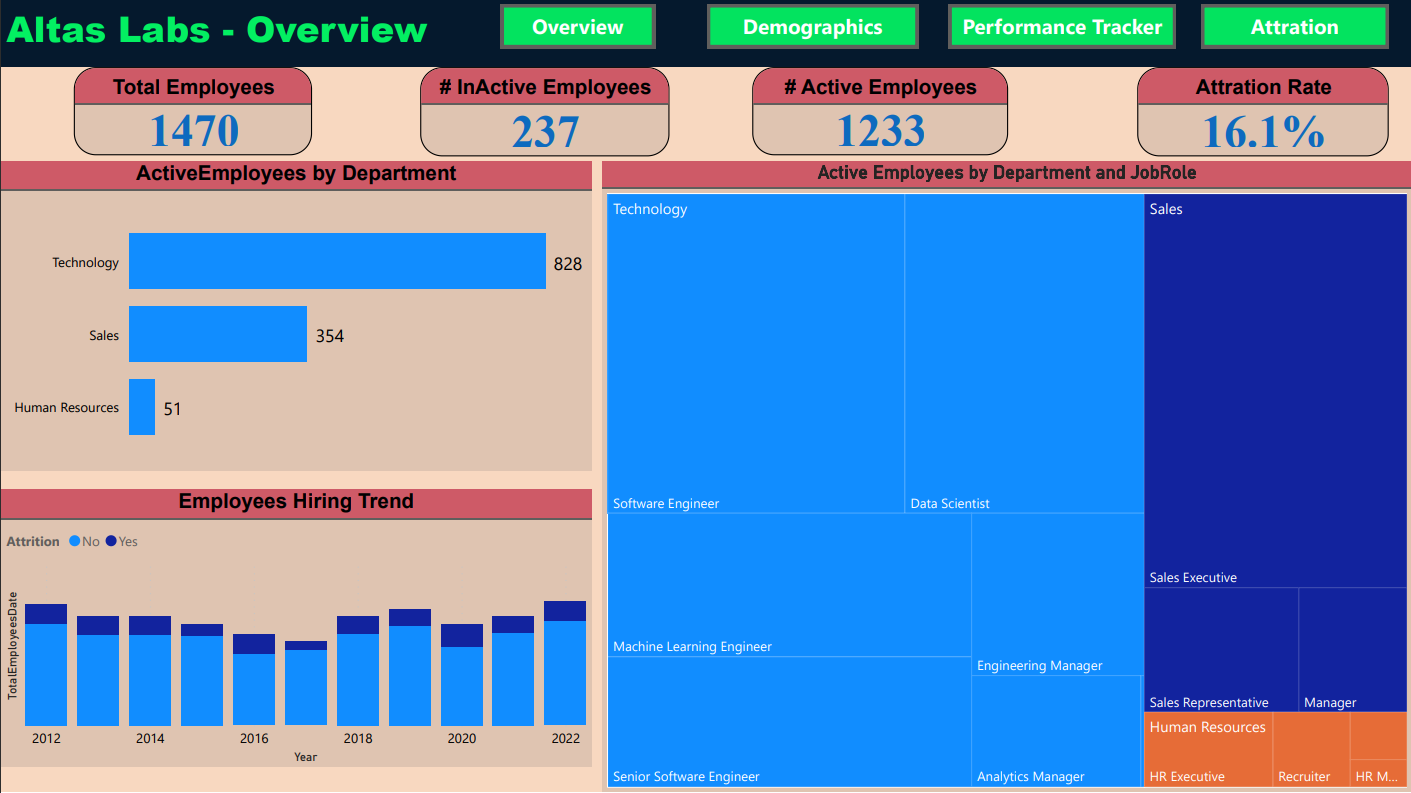 Altas Labs - Overview
Overview
Demographics
Performance Tracker
Attration
Total Employees
1470
# InActive Employees
237
# Active Employees
1233
Attration Rate
16.1%
ActiveEmployees by Department
Technology
828
Sales
354
Human Resources
51
Employees Hiring Trend
Attrition No Yes
TotalEmployeesDate
2012 2014 2016 2018 2020 2022
Year
Active Employees by Department and JobRole
Technology
Software Engineer
Data Scientist
Machine Learning Engineer
Engineering Manager
Senior Software Engineer
Analytics Manager
Sales
Sales Executive
Sales Representative
Manager
Human Resources
HR Executive
Recruiter
HR M...